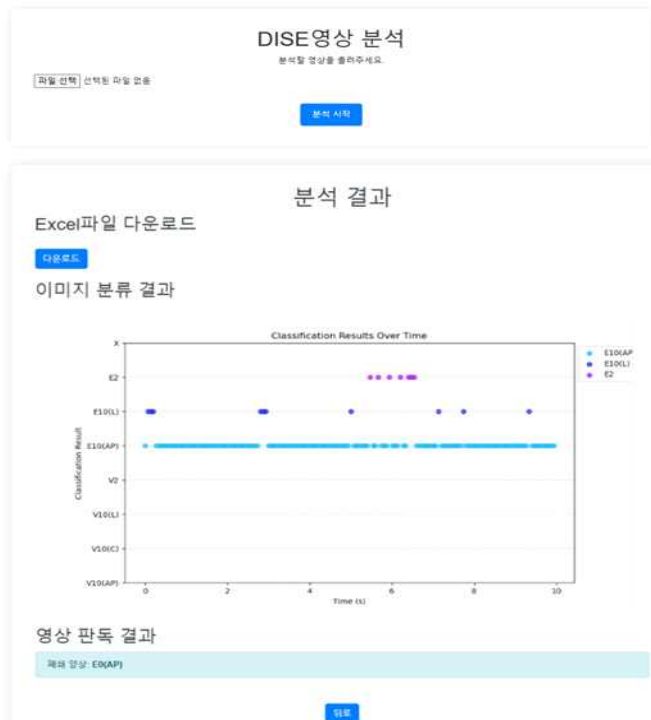 DISE영상 분석
분석할 영상을 올려주세요.
파일 선택 선택된 파일 없음
분석 시작
분석 결과
Excel파일 다운로드
다운로드
이미지 분류 결과
Classification Results Over Time
X
E2
E10(L)
E10(AP)
V2
V10(L)
V10(C)
V10(AP)
Classification Result
0 2 4 6 8 10
Time (s)
E10(AP
E10(L)
E2
영상 판독 결과
폐쇄 양상: E0(AP)
뒤로